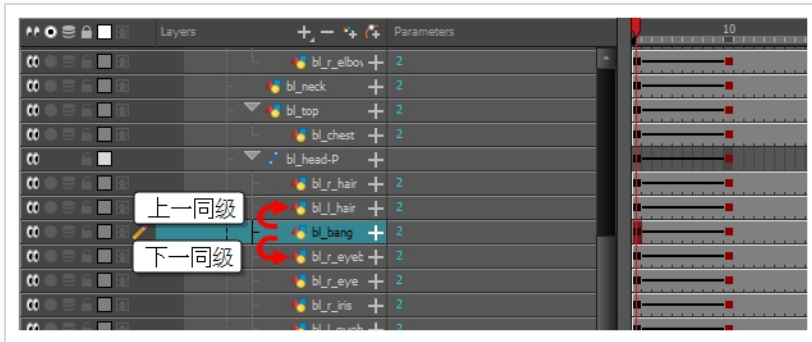 Layers Parameters 10
bl_r_elbov 2
bl_neck 2
bl_top 2
bl_chest 2
bl_head-P
bl_r_hair 2
上一同级 bl_l_hair 2
bl_bang 2
下一同级 bl_r_eyeb 2
bl_r_eye 2
bl_r_iris 2